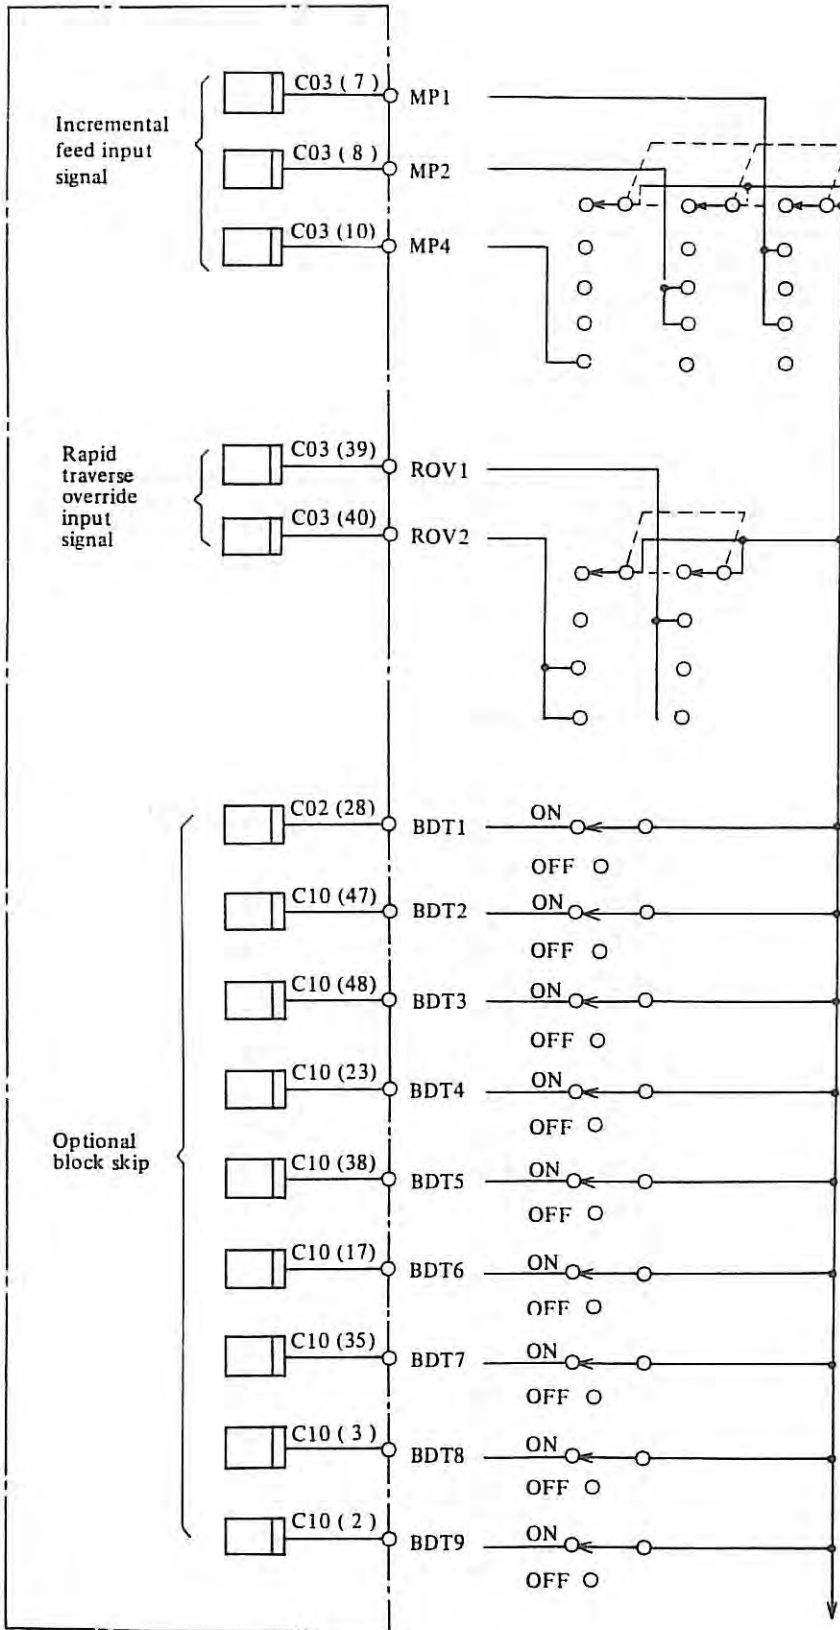 Incremental
feed input
signal
C03 ( 7 ) MP1
C03 ( 8 ) MP2
C03 (10) MP4
Rapid
traverse
override
input
signal
C03 (39) ROV1
C03 (40) ROV2
Optional
block skip
C02 (28) BDT1 ON
OFF
C10 (47) BDT2 ON
OFF
C10 (48) BDT3 ON
OFF
C10 (23) BDT4 ON
OFF
C10 (38) BDT5 ON
OFF
C10 (17) BDT6 ON
OFF
C10 (35) BDT7 ON
OFF
C10 ( 3 ) BDT8 ON
OFF
C10 ( 2 ) BDT9 ON
OFF